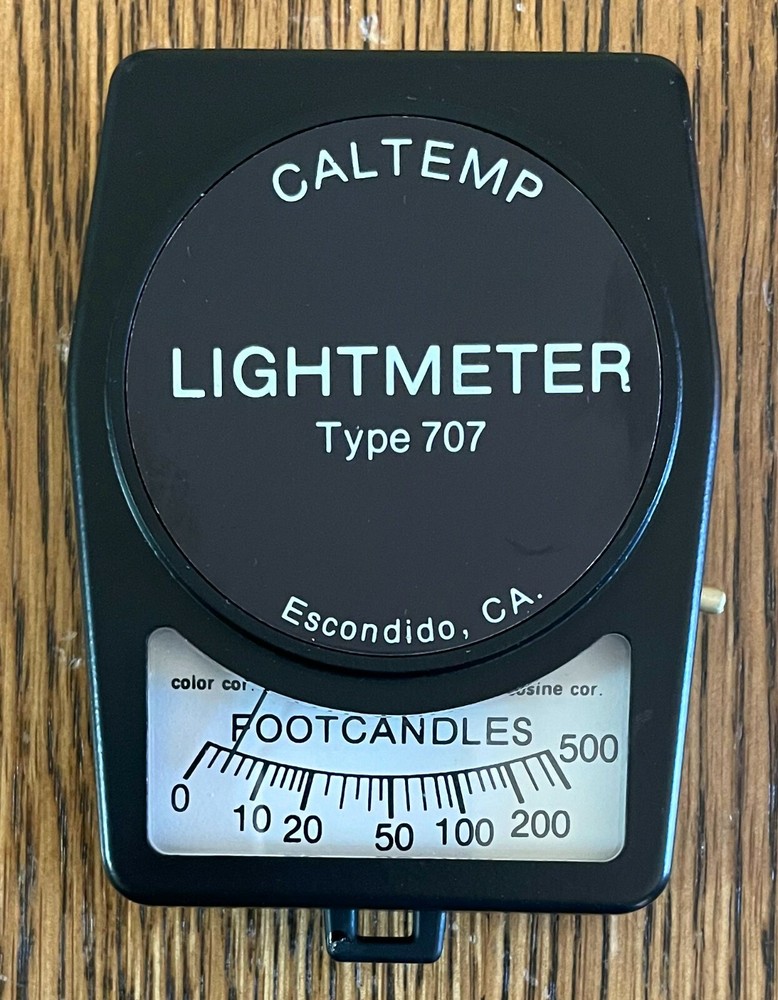 CALTEMP
LIGHTMETER
Type 707
Escondido, CA.
color cor. cosine cor.
FOOTCANDLES
0 10 20 50 100 200 500